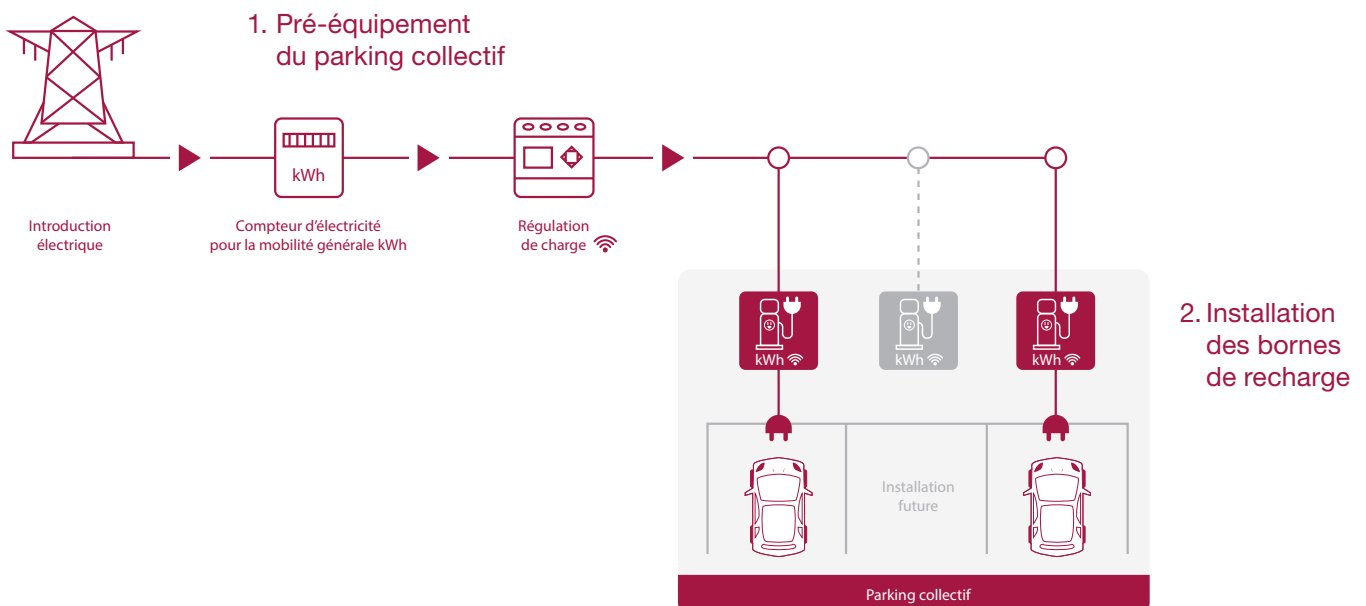 1. Pré-équipement
du parking collectif
kWh
Introduction
électrique
Compteur d'électricité
pour la mobilité générale kWh
Régulation
de charge
kWh
kWh
kWh
2. Installation
des bornes
de recharge
Installation
future
Parking collectif